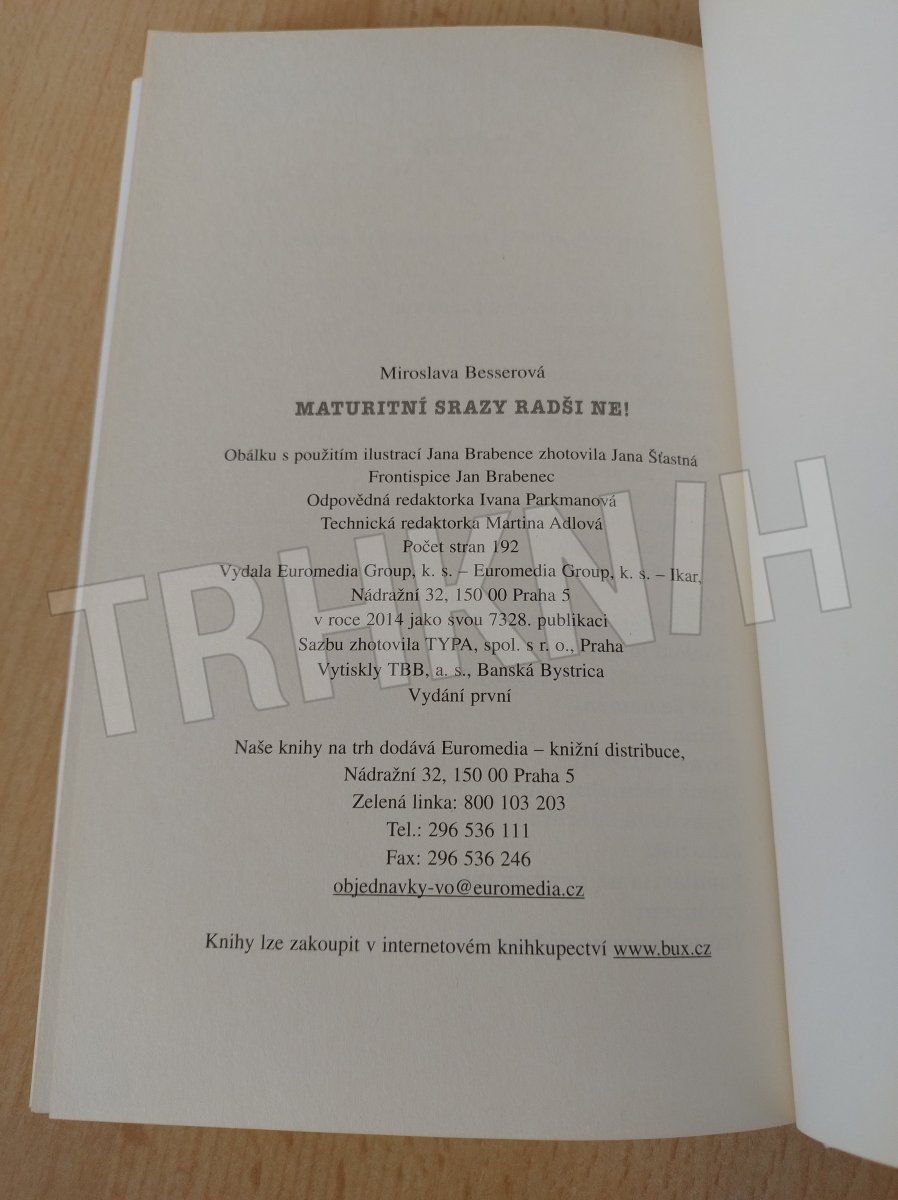 Miroslava Besserová
MATURITNÍ SRAZY RADŠI NE!
Obálku s použitím ilustrací Jana Brabence zhotovila Jana Šťastná
Frontispice Jan Brabenec
Odpovědná redaktorka Ivana Parkmanová
Technická redaktorka Martina Adlová
Počet stran 192
Vydala Euromedia Group, k. s. – Euromedia Group, k. s. – Ikar,
Nádražní 32, 150 00 Praha 5
v roce 2014 jako svou 7328. publikaci
Sazbu zhotovila TYPA, spol. s r. o., Praha
Vytiskly TBB, a. s., Banská Bystrica
Vydání první
Naše knihy na trh dodává Euromedia – knižní distribuce,
Nádražní 32, 150 00 Praha 5
Zelená linka: 800 103 203
Tel.: 296 536 111
Fax: 296 536 246
objednavky-vo@euromedia.cz
Knihy lze zakoupit v internetovém knihkupectví www.bux.cz
TRHKNIH